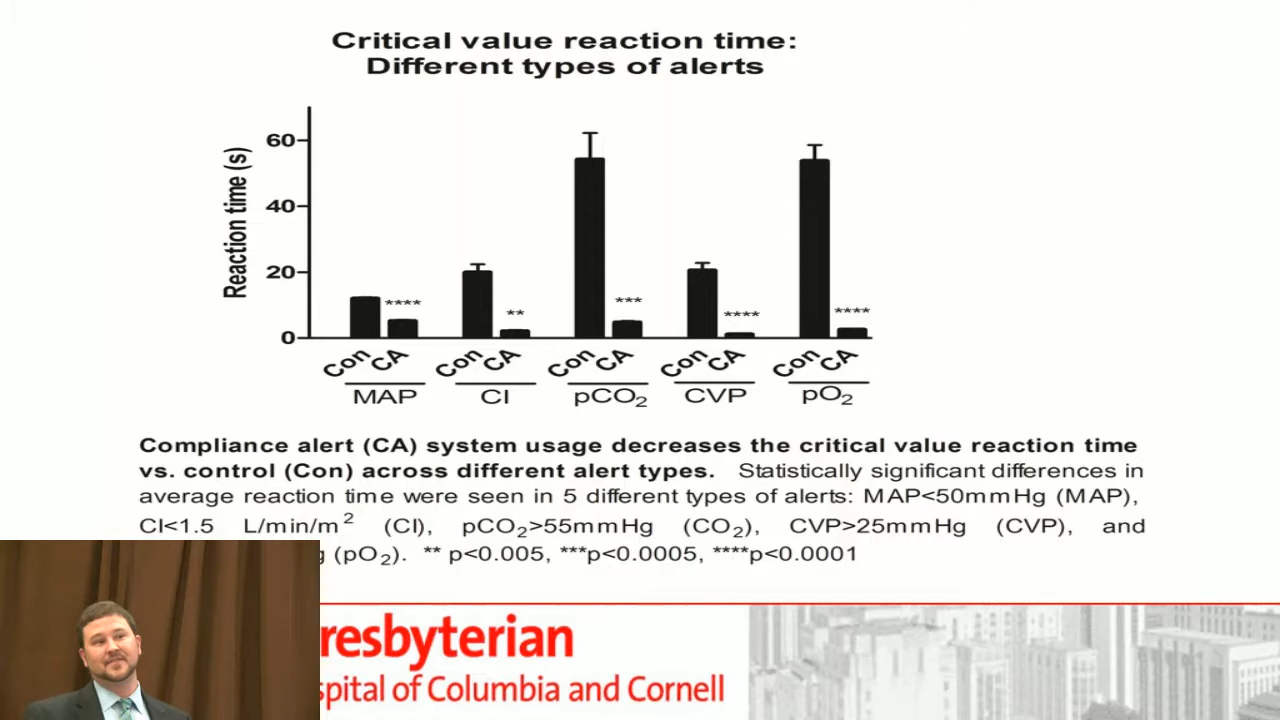 Critical value reaction time:
Different types of alerts
Reaction time (s)
60
40
20
0
Con CA Con CA Con CA Con CA Con CA
MAP CI pCO₂ CVP pO₂
**** ** *** **** ****
Compliance alert (CA) system usage decreases the critical value reaction time
vs. control (Con) across different alert types. Statistically significant differences in
average reaction time were seen in 5 different types of alerts: MAP<50mmHg (MAP),
CI<1.5 L/min/m² (CI), pCO₂>55mmHg (CO₂), CVP>25mmHg (CVP), and
(pO₂). ** p<0.005, ***p<0.0005, ****p<0.0001
resbyterian
spital of Columbia and Cornell